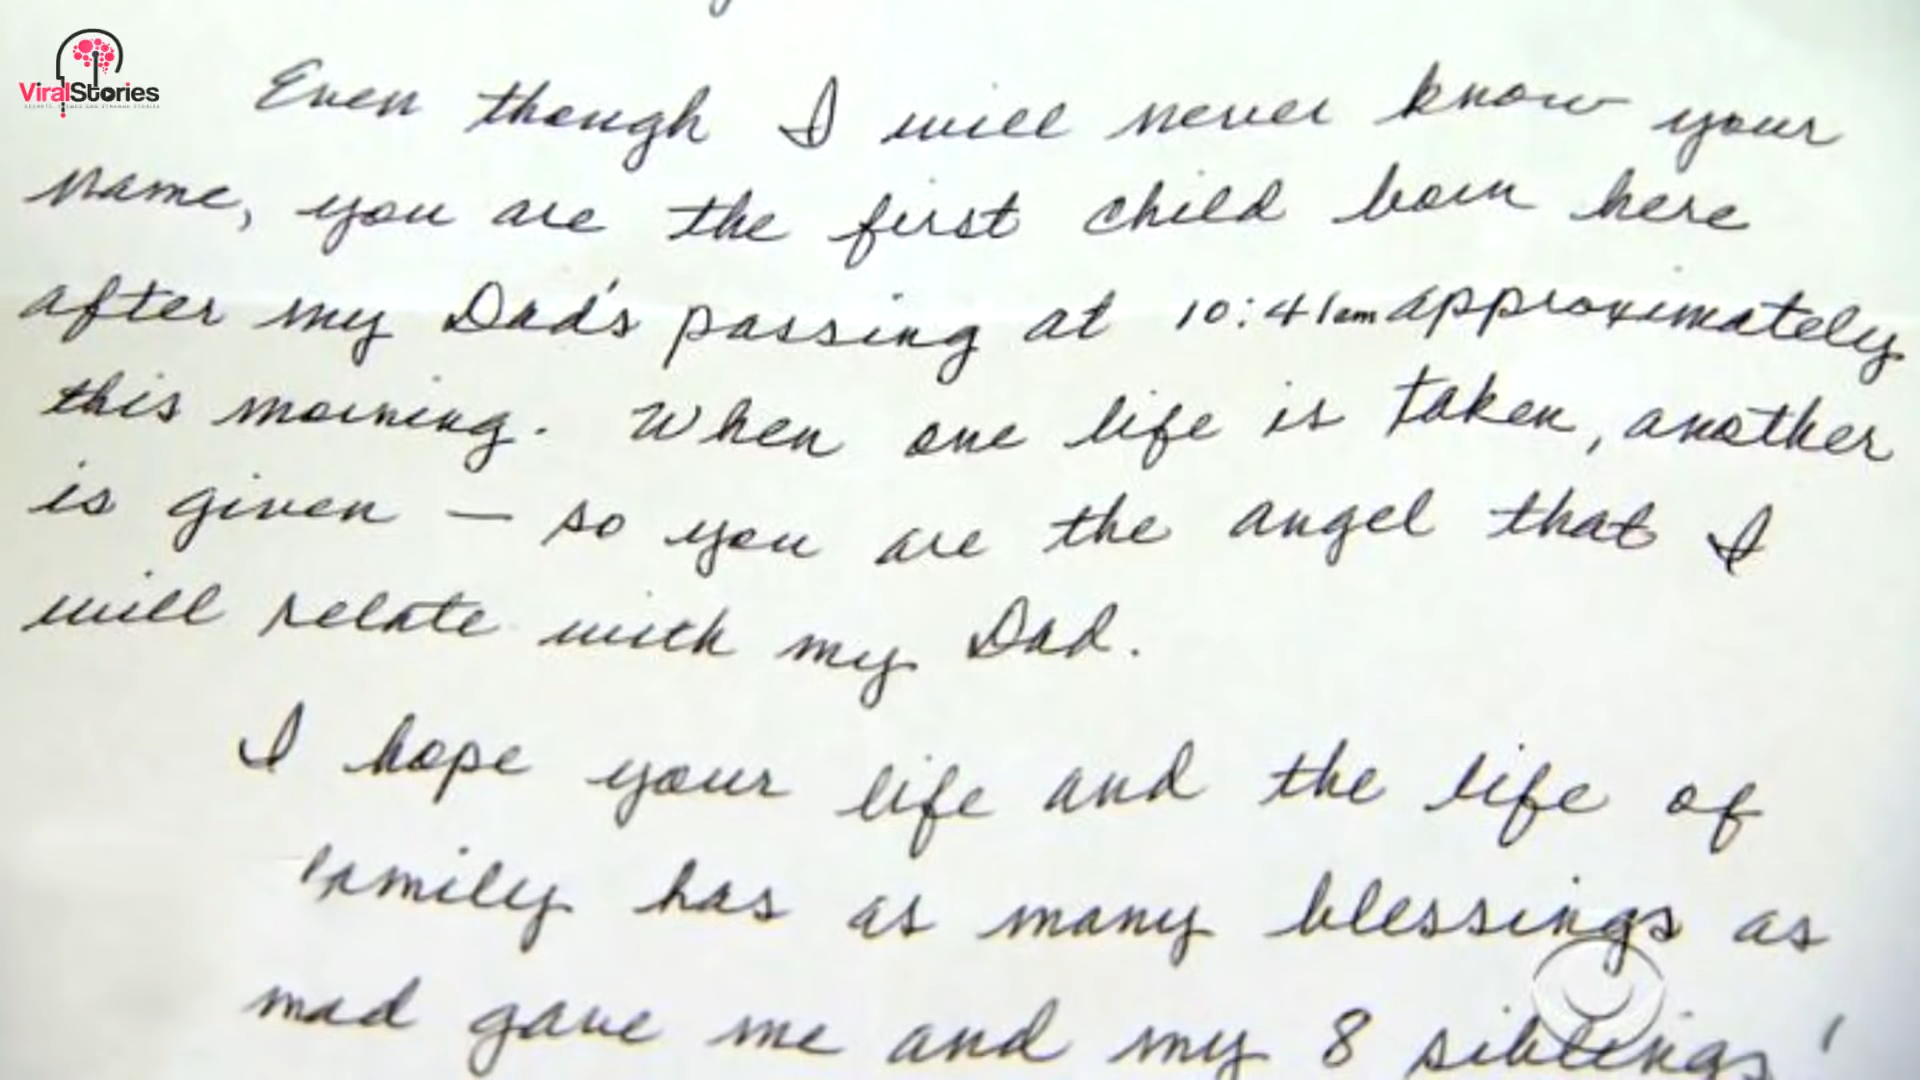 ViralStories
Even though I will never know your
name, you are the first child born here
after my Dad's passing at 10:41am approximately
this morning. When one life is taken, another
is given — so you are the angel that I
will relate with my Dad.
I hope your life and the life of
family has as many blessings as
gave me and my 8 siblings